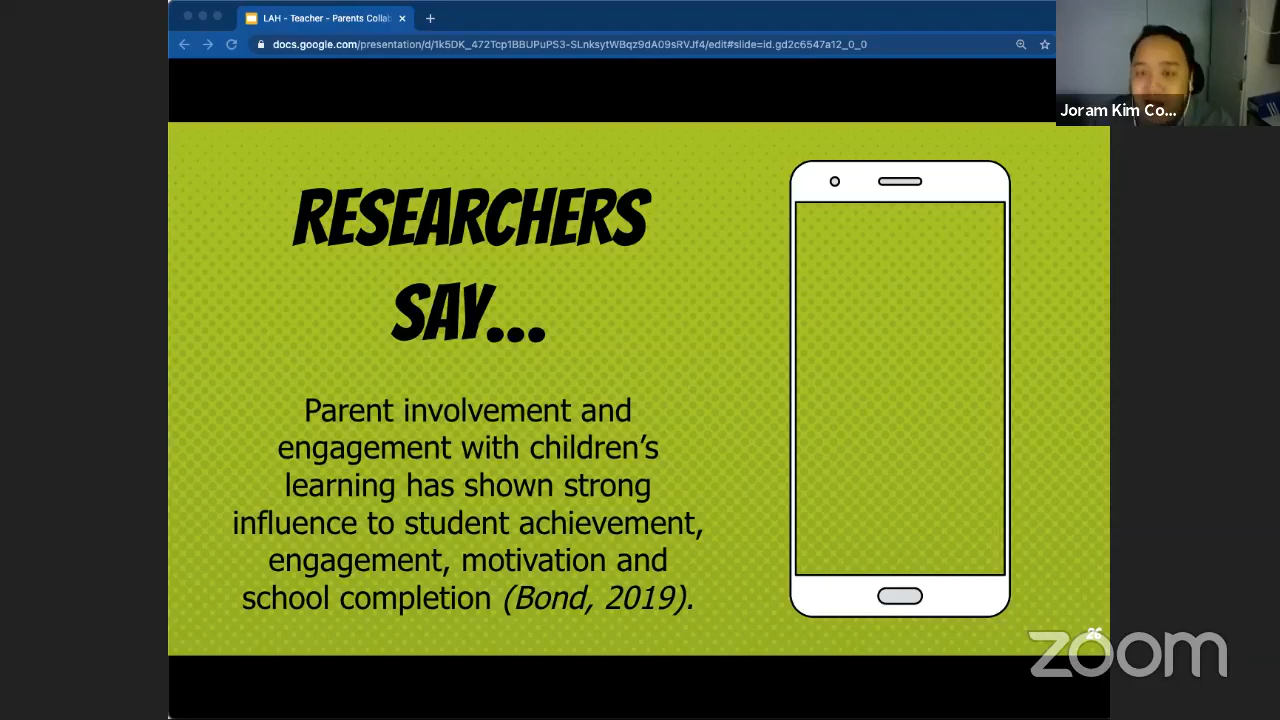 LAH - Teacher - Parents Collab
docs.google.com/presentation/d/1k5DK_472Tcp1BBUPuPS3-SLnksytWBqz9dA09sRVJf4/edit#slide=id.gd2c6547a12_0_0
Joram Kim Co...
RESEARCHERS
SAY...
Parent involvement and
engagement with children's
learning has shown strong
influence to student achievement,
engagement, motivation and
school completion (Bond, 2019).
26
zoom